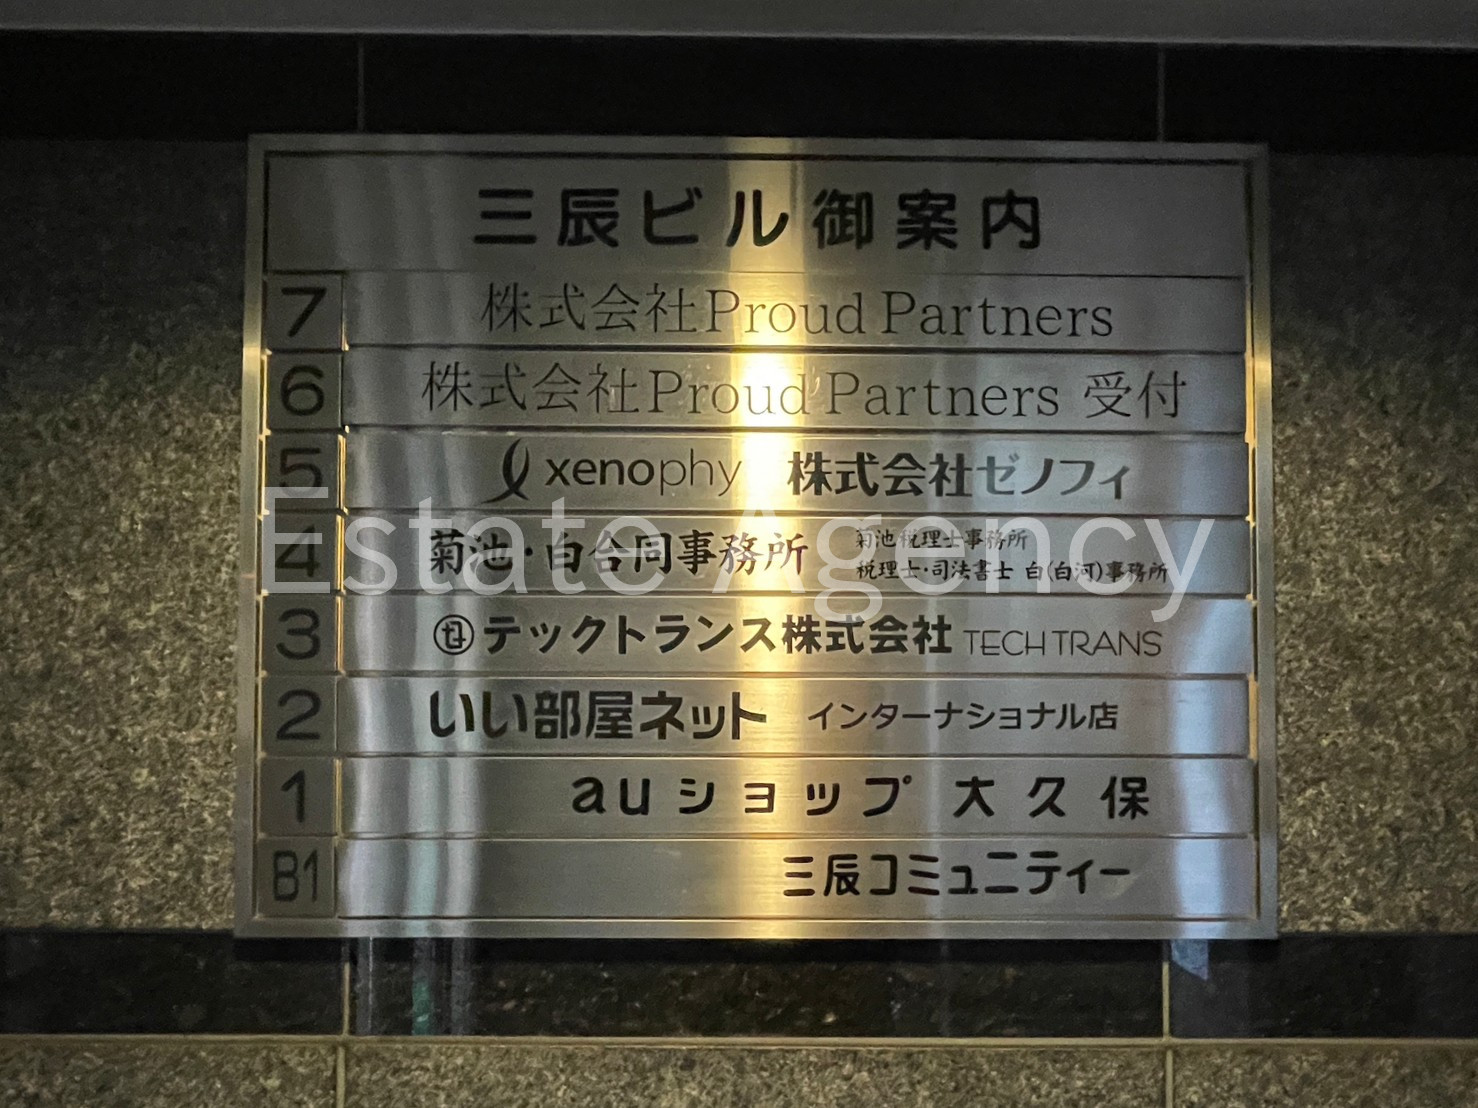 三辰ビル御案内
7 株式会社Proud Partners
6 株式会社Proud Partners 受付
5 xenophy 株式会社ゼノフィ
4 菊池・白合同事務所 菊池税理士事務所
税理士・司法書士 白(白河)事務所
3 テックトランス株式会社 TECHTRANS
2 いい部屋ネット インターナショナル店
1 auショップ 大久保
B1 三辰コミュニティー
Estate Agency